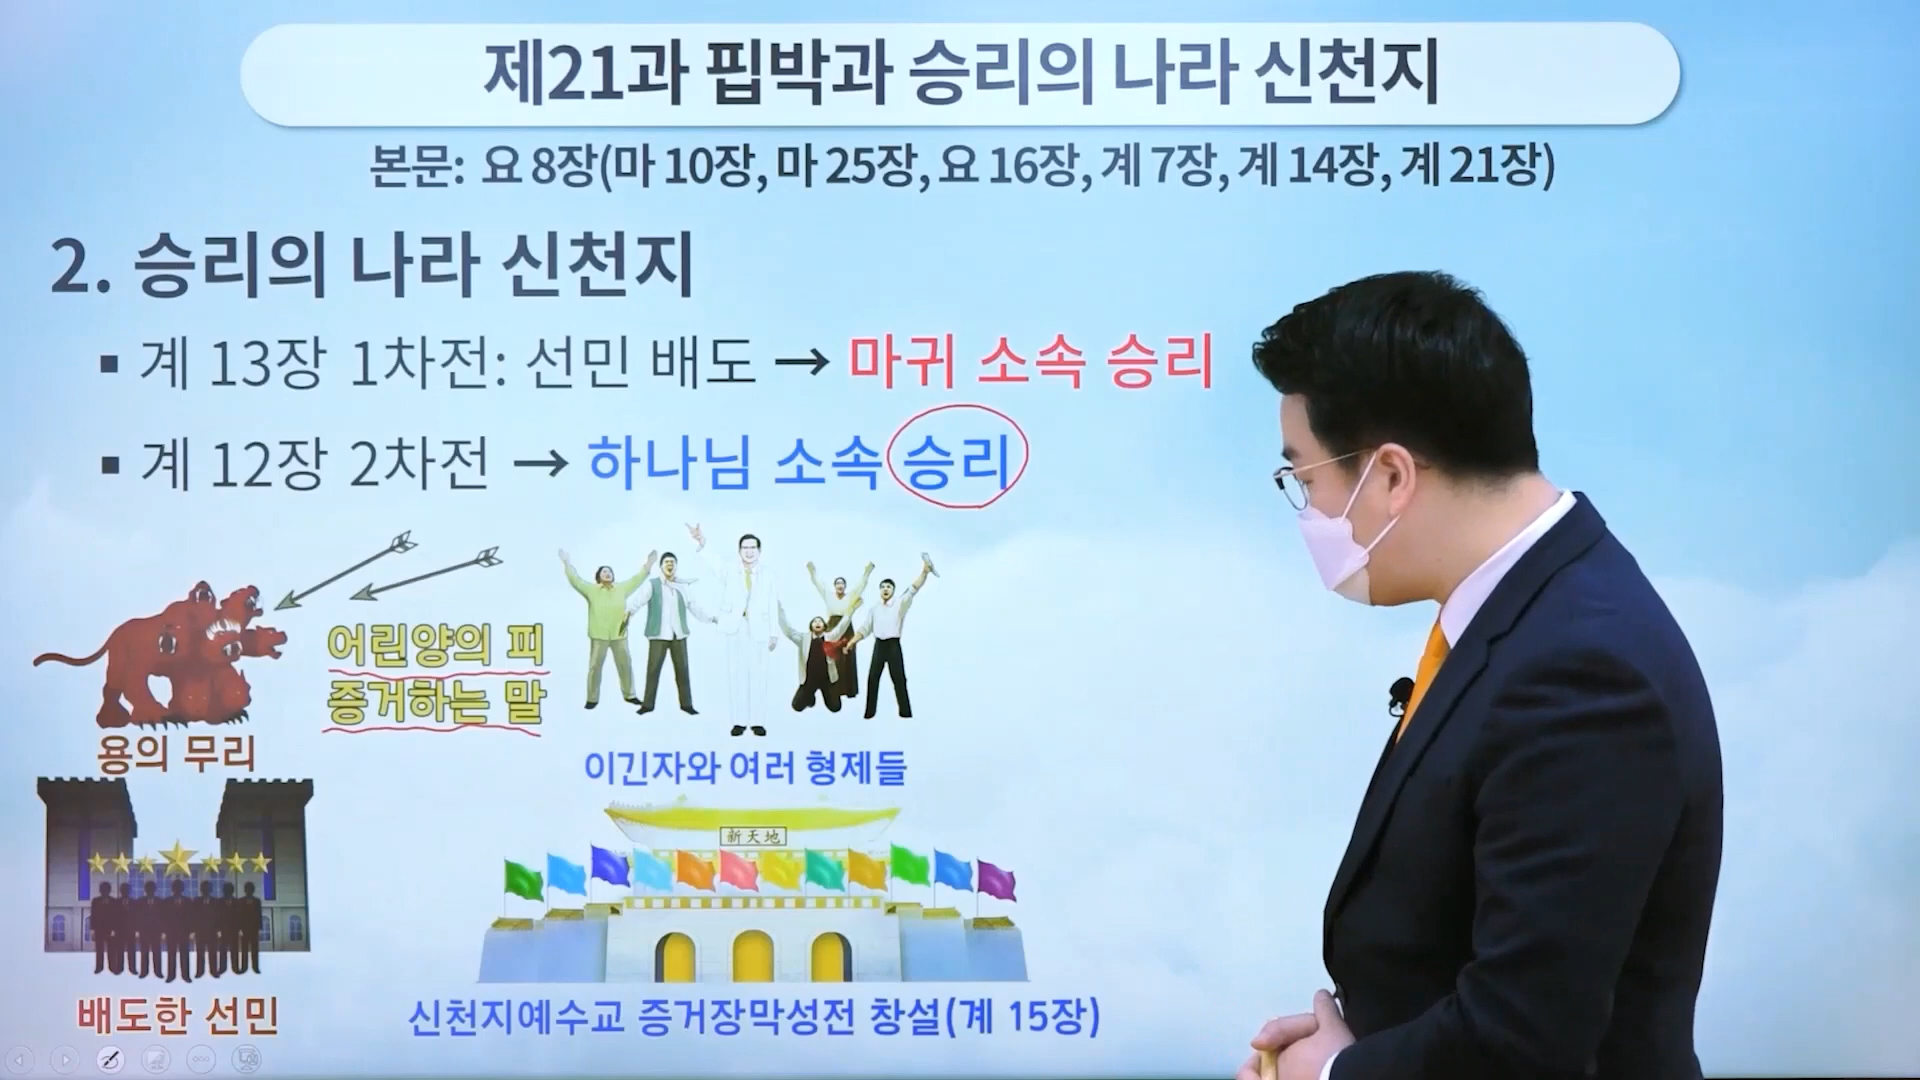 제21과 핍박과 승리의 나라 신천지
본문: 요 8장(마 10장, 마 25장, 요 16장, 계 7장, 계 14장, 계 21장)
2. 승리의 나라 신천지
▪ 계 13장 1차전: 선민 배도 → 마귀 소속 승리
▪ 계 12장 2차전 → 하나님 소속 승리
어린양의 피
증거하는 말
용의 무리
이긴자와 여러 형제들
新天地
배도한 선민
신천지예수교 증거장막성전 창설(계 15장)